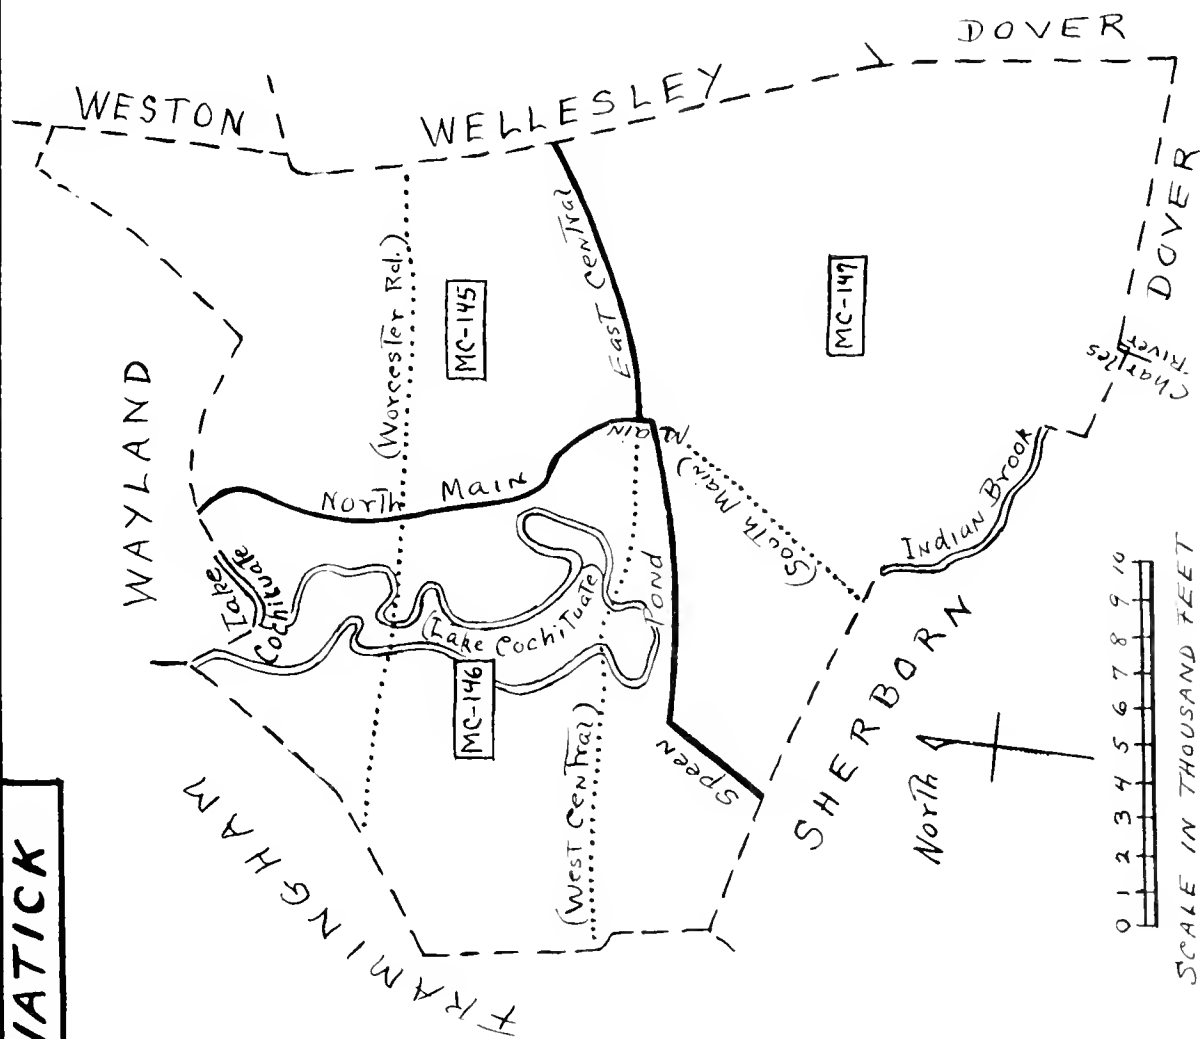 DOVER
WESTON
WELLESLEY
DOVER
WAYLAND
(Worcester Rd.)
East Central
MC-145
MC-147
North Main
Main
Charles
River
Lake
Cochituate
(Lake Cochituate)
Pond
(South Main)
Indian Brook
MC-146
(West Central)
Speen
SHERBORN
FRAMINGHAM
North
0 1 2 3 4 5 6 7 8 9 10
SCALE IN THOUSAND FEET